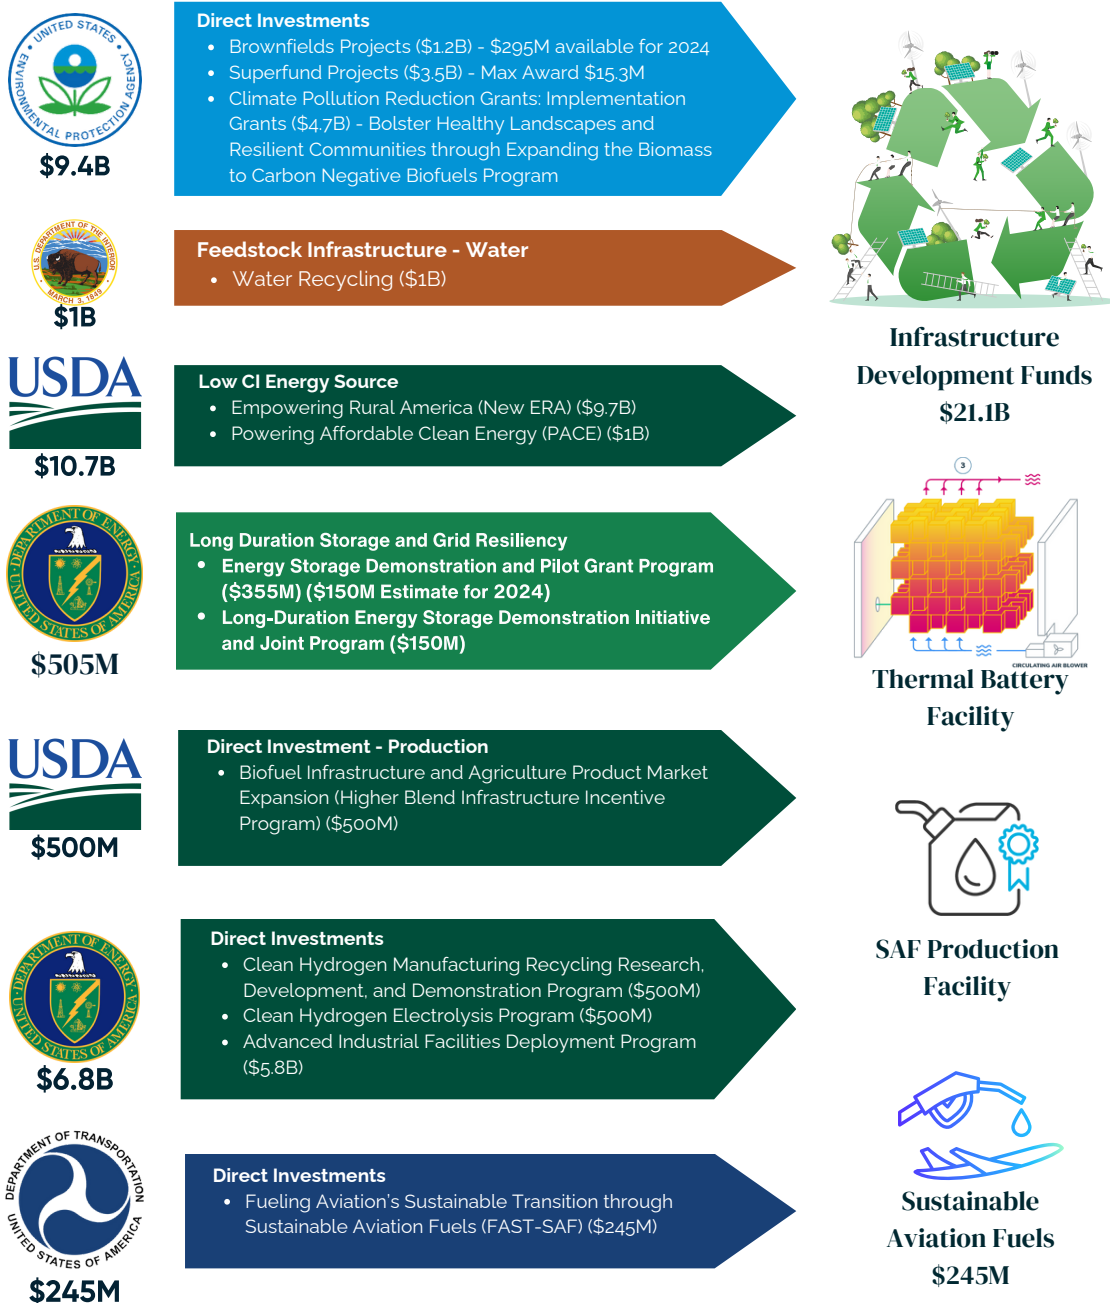 UNITED STATES
ENVIRONMENTAL PROTECTION AGENCY
$9.4B
Direct Investments
• Brownfields Projects ($1.2B) - $295M available for 2024
• Superfund Projects ($3.5B) - Max Award $15.3M
• Climate Pollution Reduction Grants: Implementation
Grants ($4.7B) - Bolster Healthy Landscapes and
Resilient Communities through Expanding the Biomass
to Carbon Negative Biofuels Program
U.S. DEPARTMENT OF THE INTERIOR
MARCH 3, 1849
$1B
Feedstock Infrastructure - Water
• Water Recycling ($1B)
Infrastructure
Development Funds
$21.1B
USDA
$10.7B
Low CI Energy Source
• Empowering Rural America (New ERA) ($9.7B)
• Powering Affordable Clean Energy (PACE) ($1B)
DEPARTMENT OF ENERGY
UNITED STATES OF AMERICA
$505M
Long Duration Storage and Grid Resiliency
• Energy Storage Demonstration and Pilot Grant Program
($355M) ($150M Estimate for 2024)
• Long-Duration Energy Storage Demonstration Initiative
and Joint Program ($150M)
3
CIRCULATING AIR BLOWER
Thermal Battery
Facility
USDA
$500M
Direct Investment - Production
• Biofuel Infrastructure and Agriculture Product Market
Expansion (Higher Blend Infrastructure Incentive
Program) ($500M)
SAF Production
Facility
DEPARTMENT OF ENERGY
UNITED STATES OF AMERICA
$6.8B
Direct Investments
• Clean Hydrogen Manufacturing Recycling Research,
Development, and Demonstration Program ($500M)
• Clean Hydrogen Electrolysis Program ($500M)
• Advanced Industrial Facilities Deployment Program
($5.8B)
DEPARTMENT OF TRANSPORTATION
UNITED STATES OF AMERICA
$245M
Direct Investments
• Fueling Aviation's Sustainable Transition through
Sustainable Aviation Fuels (FAST-SAF) ($245M)
Sustainable
Aviation Fuels
$245M